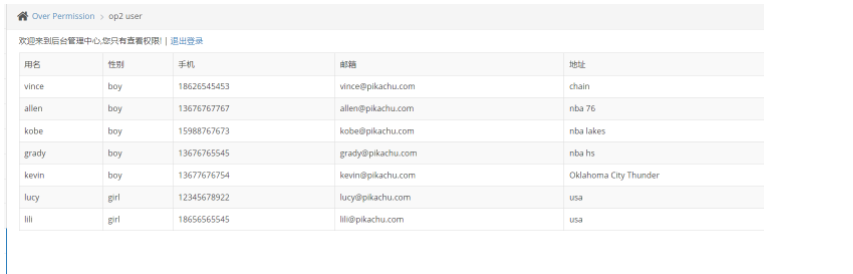 Over Permission > op2 user
欢迎来到后台管理中心,您只有查看权限! | 退出登录
用名 性别 手机 邮籍 地址
vince boy 18626545453 vince@pikachu.com chain
allen boy 13676767767 allen@pikachu.com nba 76
kobe boy 15988767673 kobe@pikachu.com nba lakes
grady boy 13676765545 grady@pikachu.com nba hs
kevin boy 13677676754 kevin@pikachu.com Oklahoma City Thunder
lucy girl 12345678922 lucy@pikachu.com usa
lili girl 18656565545 lili@pikachu.com usa